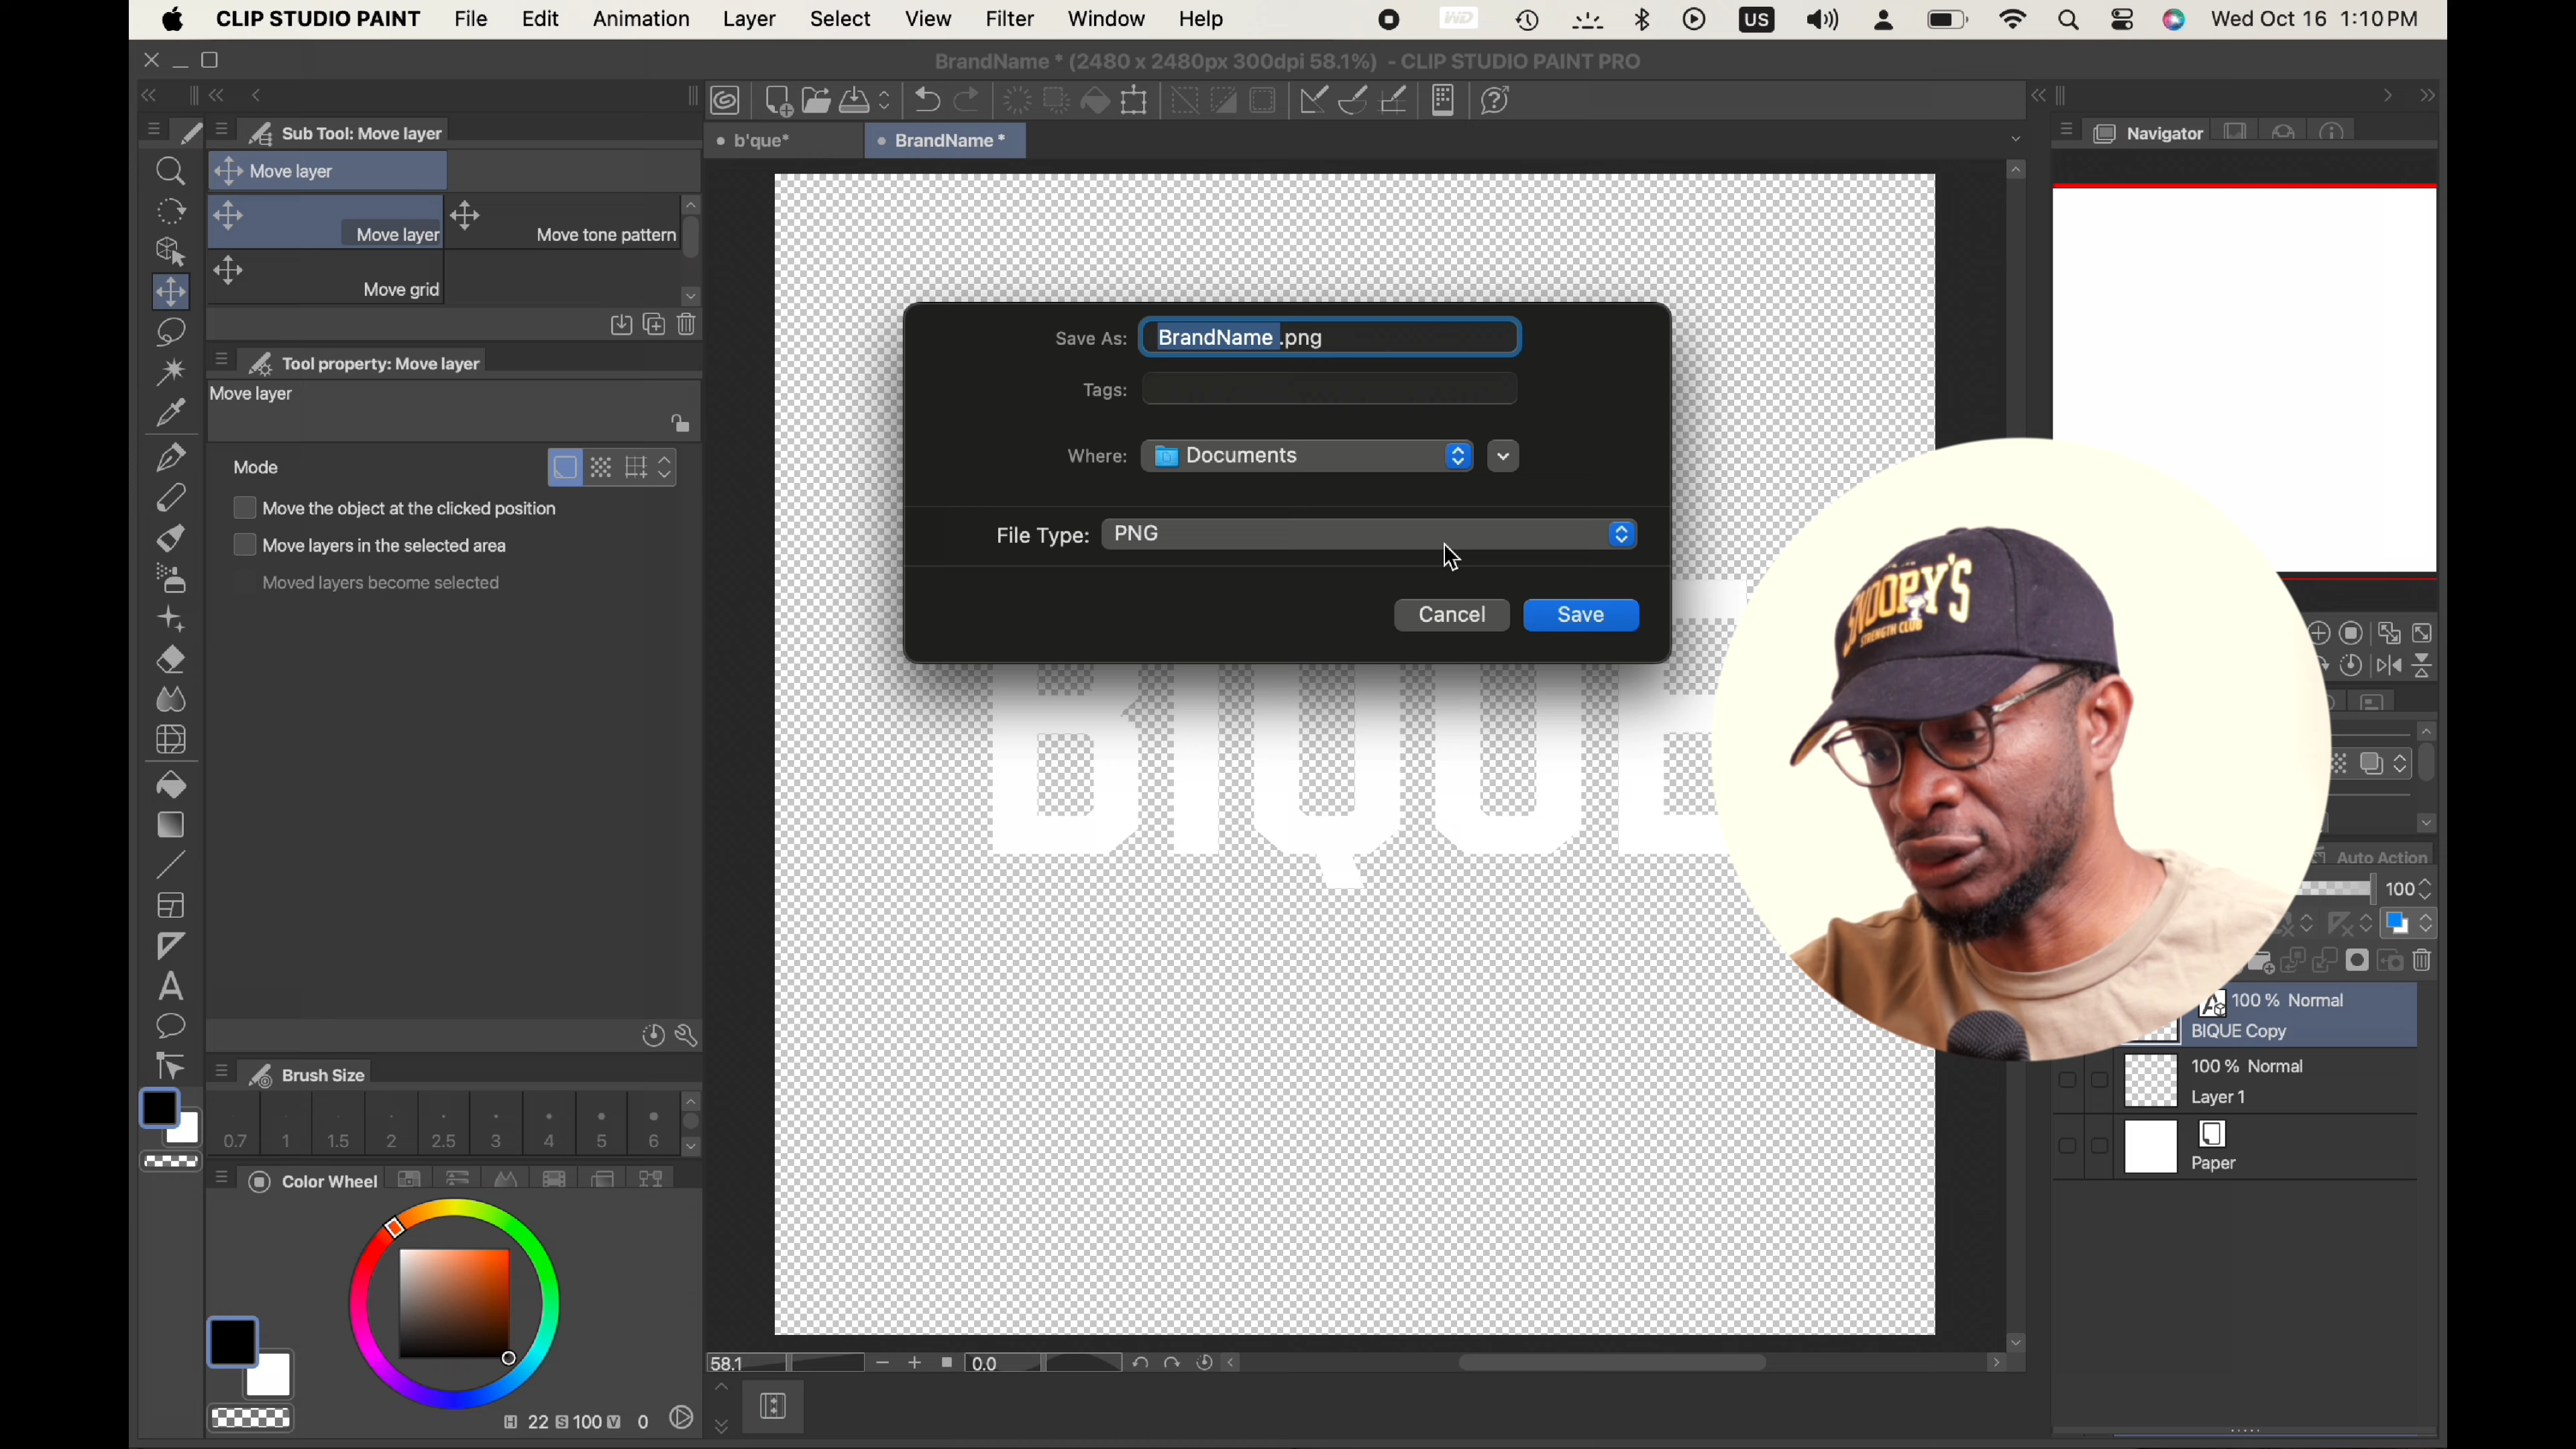 CLIP STUDIO PAINT File Edit Animation Layer Select View Filter Window Help US Wed Oct 16 1:10 PM
BrandName * (2480 x 2480px 300dpi 58.1%) - CLIP STUDIO PAINT PRO
Sub Tool: Move layer
b'que*
BrandName *
Navigator
Move layer
Move layer
Move tone pattern
Move grid
Tool property: Move layer
Move layer
Mode
Move the object at the clicked position
Move layers in the selected area
Moved layers become selected
Save As: BrandName .png
Tags:
Where: Documents
File Type: PNG
Cancel Save
BIQUE
SNOOPY'S
STRENGTH CLUB
Auto Action
100
100 % Normal
BIQUE Copy
100 % Normal
Layer 1
Paper
Brush Size
0.7 1 1.5 2 2.5 3 4 5 6
Color Wheel
H 22 S 100 V 0
58.1 0.0